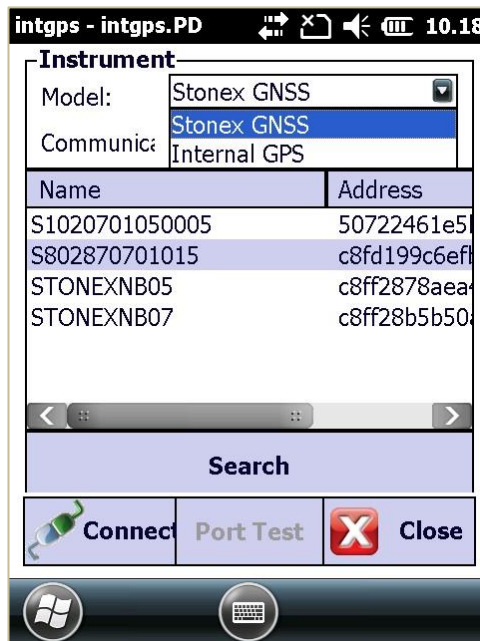 intgps - intgps.PD 10.18
Instrument
Model: Stonex GNSS
Stonex GNSS
Communica
Internal GPS
Name Address
S1020701050005 50722461e5
S802870701015 c8fd199c6ef
STONEXNB05 c8ff2878aea
STONEXNB07 c8ff28b5b50
Search
Connect Port Test Close